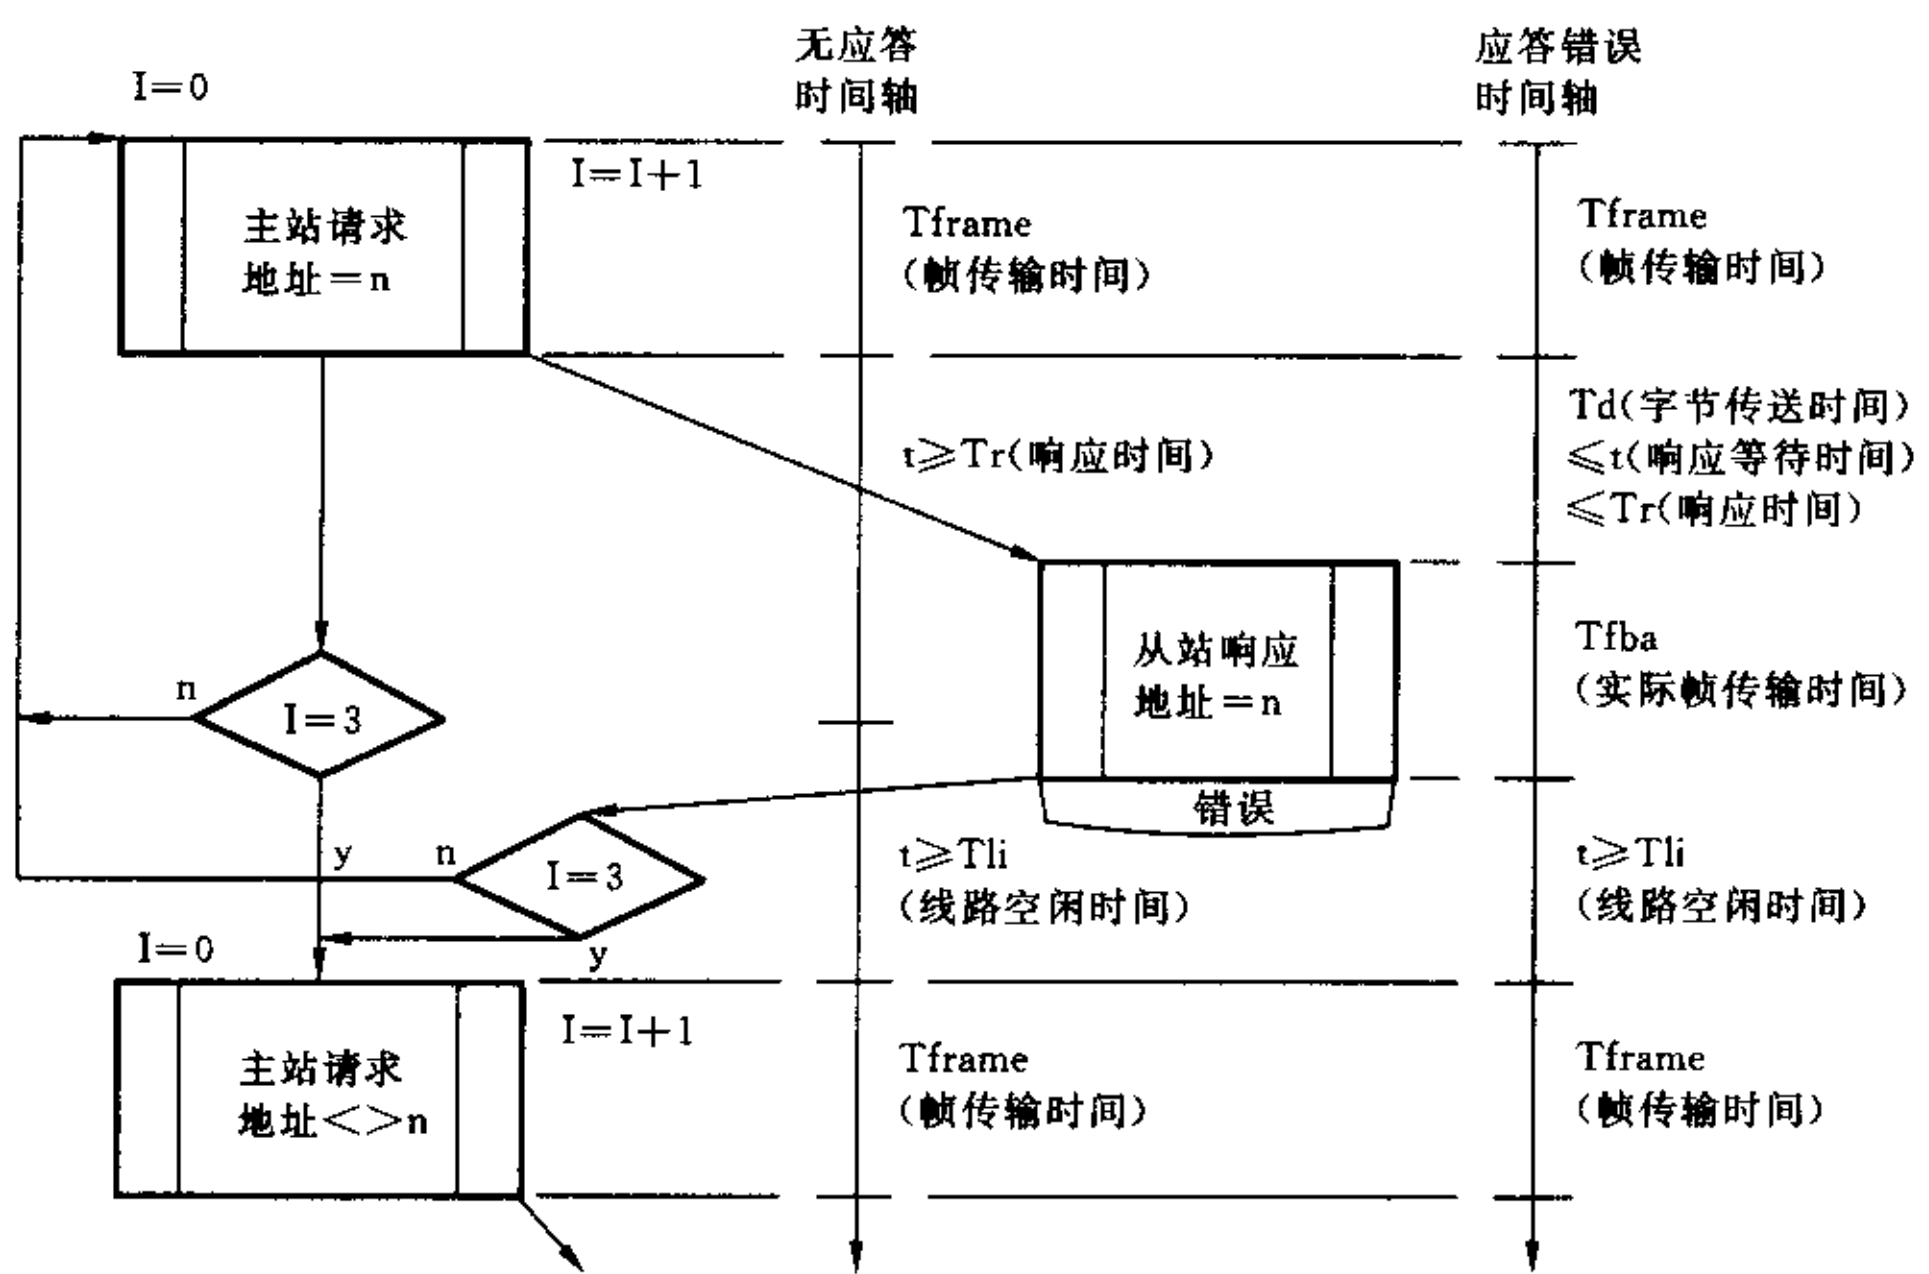 I=0
无应答
时间轴
应答错误
时间轴
I=I+1
主站请求
地址=n
Tframe
(帧传输时间)
Tframe
(帧传输时间)
t≥Tr(响应时间)
Td(字节传送时间)
≤t(响应等待时间)
≤Tr(响应时间)
从站响应
地址=n
Tfba
(实际帧传输时间)
n
I=3
错误
y
n
I=3
y
t≥Tli
(线路空闲时间)
t≥Tli
(线路空闲时间)
I=0
I=I+1
主站请求
地址<>n
Tframe
(帧传输时间)
Tframe
(帧传输时间)